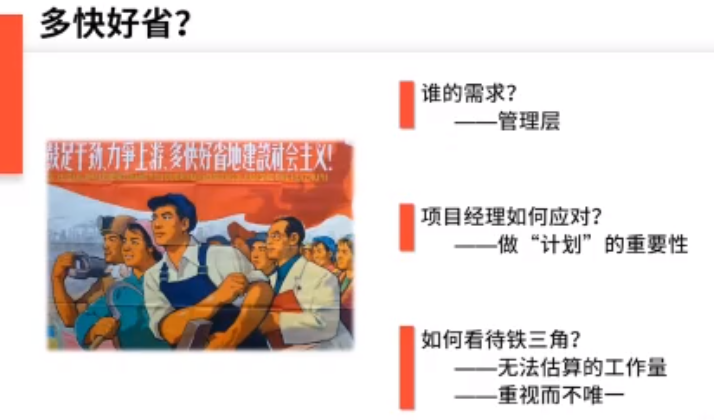 多快好省？
鼓足干劲，力争上游，多快好省地建設社会主义！
谁的需求？
——管理层
项目经理如何应对？
——做“计划”的重要性
如何看待铁三角？
——无法估算的工作量
——重视而不唯一